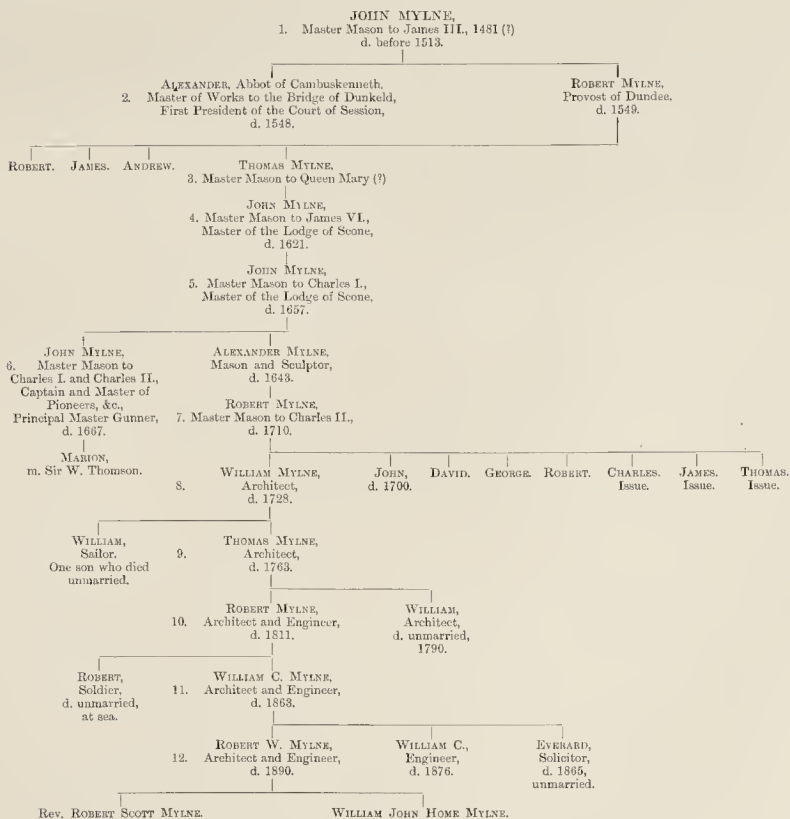 JOHN MYLNE,
1. Master Mason to James III., 1481 (?)
d. before 1513.
ALEXANDER, Abbot of Cambuskenneth,
2. Master of Works to the Bridge of Dunkeld,
First President of the Court of Session,
d. 1548.
ROBERT MYLNE,
Provost of Dundee,
d. 1549.
ROBERT. JAMES. ANDREW.
THOMAS MYLNE,
3. Master Mason to Queen Mary (?)
JOHN MYLNE,
4. Master Mason to James VI.,
Master of the Lodge of Scone,
d. 1621.
JOHN MYLNE,
5. Master Mason to Charles I.,
Master of the Lodge of Scone,
d. 1657.
JOHN MYLNE,
6. Master Mason to
Charles I. and Charles II.,
Captain and Master of
Pioneers, &c.,
Principal Master Gunner,
d. 1667.
MARION,
m. Sir W. Thomson.
ALEXANDER MYLNE,
Mason and Sculptor,
d. 1643.
ROBERT MYLNE,
7. Master Mason to Charles II.,
d. 1710.
WILLIAM MYLNE,
8. Architect,
d. 1728.
JOHN,
d. 1700.
DAVID.
GEORGE.
ROBERT.
CHARLES.
Issue.
JAMES.
Issue.
THOMAS.
Issue.
WILLIAM,
Sailor.
One son who died
unmarried.
THOMAS MYLNE,
9. Architect,
d. 1763.
ROBERT MYLNE,
10. Architect and Engineer,
d. 1811.
WILLIAM,
Architect,
d. unmarried,
1790.
ROBERT,
Soldier,
d. unmarried,
at sea.
WILLIAM C. MYLNE,
11. Architect and Engineer,
d. 1863.
ROBERT W. MYLNE,
12. Architect and Engineer,
d. 1890.
WILLIAM C.,
Engineer,
d. 1876.
EVERARD,
Solicitor,
d. 1865,
unmarried.
Rev. ROBERT SCOTT MYLNE.
WILLIAM JOHN HOME MYLNE.